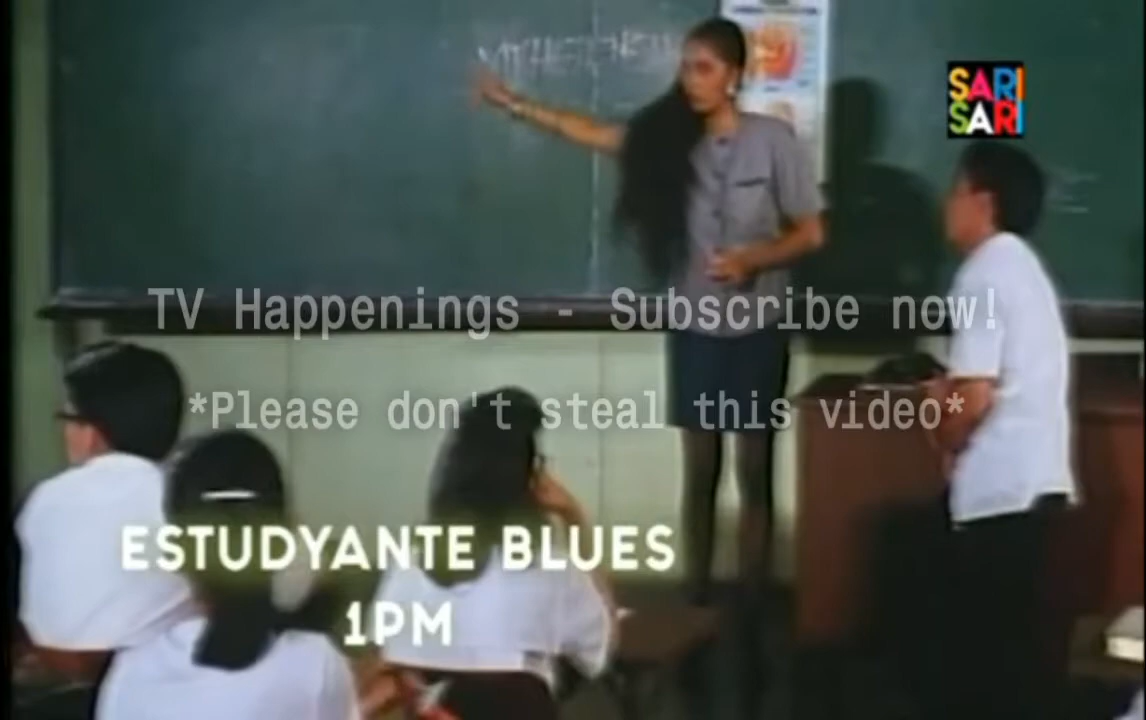 SARI
SARI
TV Happenings - Subscribe now!
*Please don't steal this video*
ESTUDYANTE BLUES
1PM